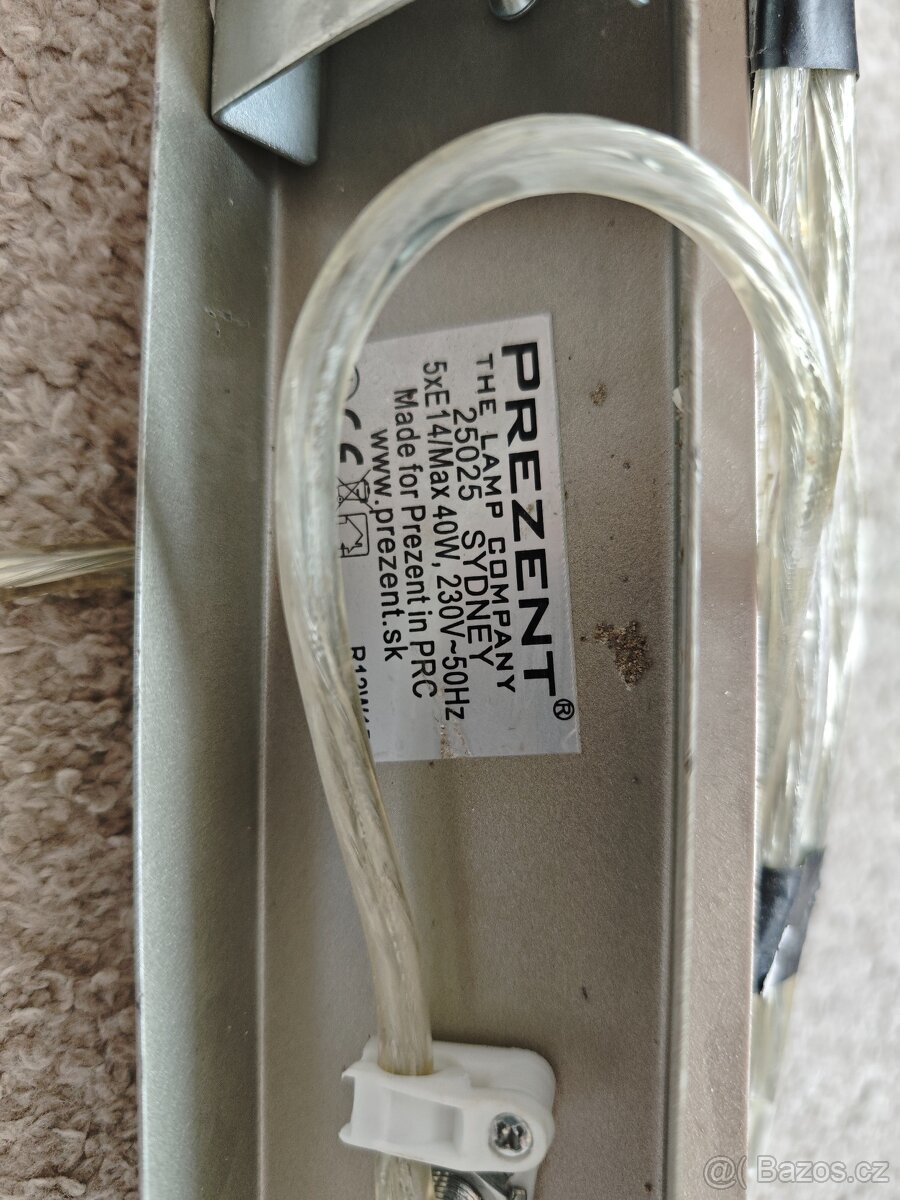 PREZENT®
THE LAMP COMPANY
25025 SYDNEY
5xE14/Max 40W, 230V~50Hz
Made for Prezent in PRC
www.prezent.sk
CE
Bazos.cz